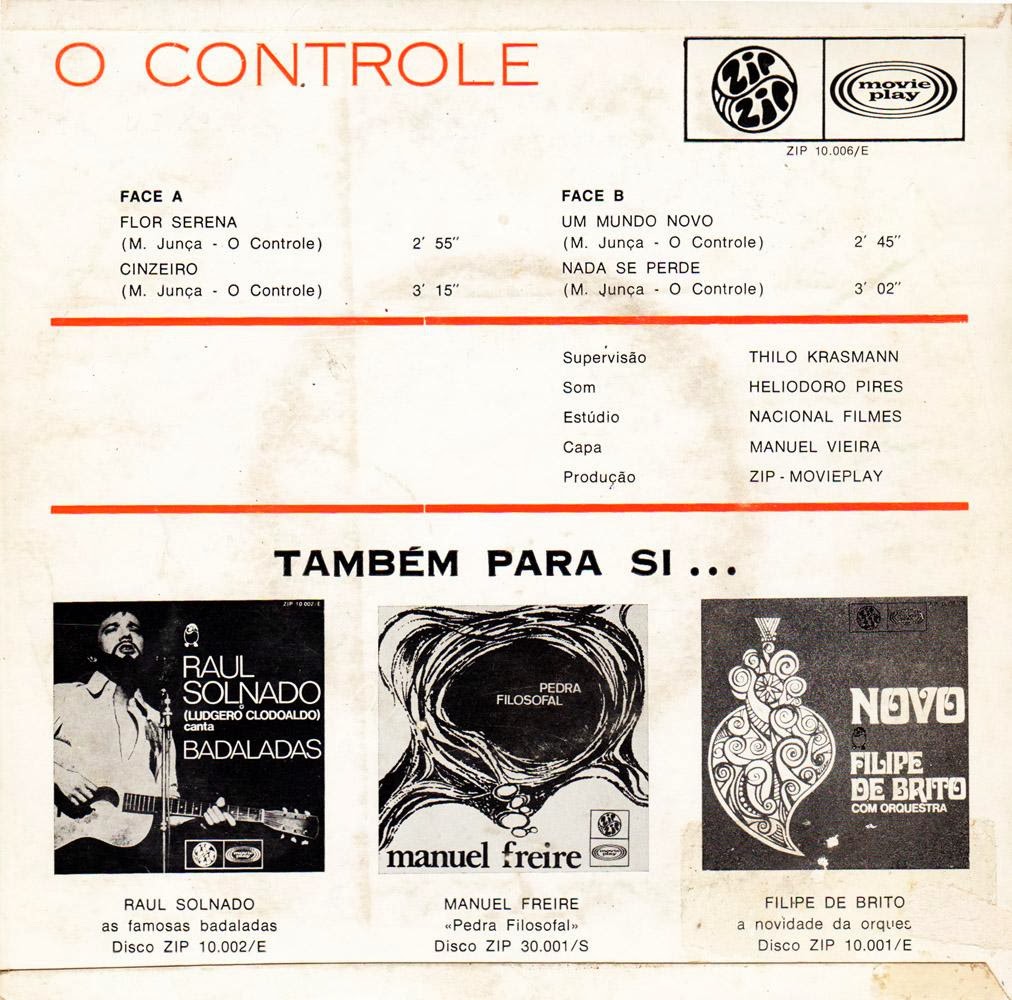 O CONTROLE
ZIP ZIP
movie play
ZIP 10.006/E
FACE A
FLOR SERENA
(M. Junça - O Controle) 2' 55"
CINZEIRO
(M. Junça - O Controle) 3' 15"
FACE B
UM MUNDO NOVO
(M. Junça - O Controle) 2' 45"
NADA SE PERDE
(M. Junça - O Controle) 3' 02"
Supervisão THILO KRASMANN
Som HELIODORO PIRES
Estúdio NACIONAL FILMES
Capa MANUEL VIEIRA
Produção ZIP - MOVIEPLAY
TAMBÉM PARA SI...
ZIP 10.002/E
RAUL
SOLNADO
(LUDGERO CLODOALDO)
canta
BADALADAS
PEDRA
FILOSOFAL
manuel freire
NOVO
FILIPE
DE BRITO
COM ORQUESTRA
RAUL SOLNADO
as famosas badaladas
Disco ZIP 10.002/E
MANUEL FREIRE
«Pedra Filosofal»
Disco ZIP 30.001/S
FILIPE DE BRITO
a novidade da orques
Disco ZIP 10.001/E